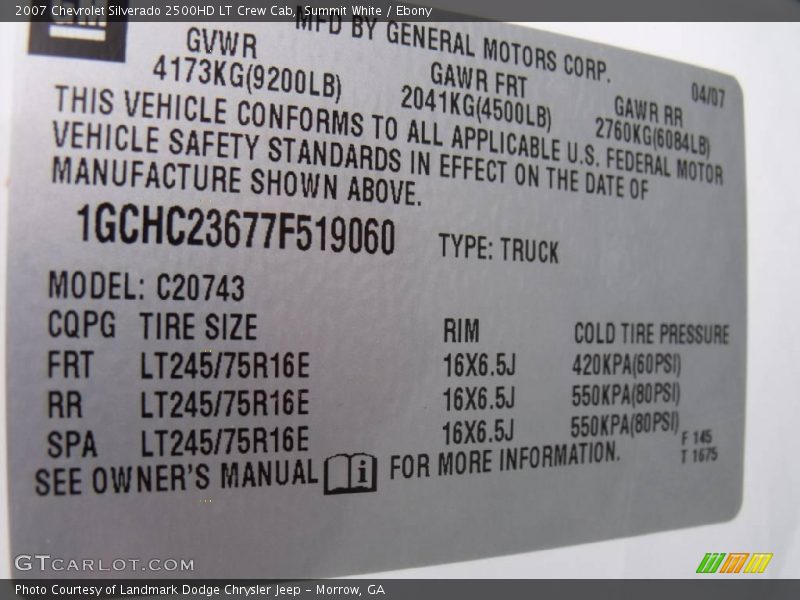 2007 Chevrolet Silverado 2500HD LT Crew Cab, Summit White / Ebony
GM
MFD BY GENERAL MOTORS CORP.
04/07
GVWR
4173KG(9200LB)
GAWR FRT
2041KG(4500LB)
GAWR RR
2760KG(6084LB)
THIS VEHICLE CONFORMS TO ALL APPLICABLE U.S. FEDERAL MOTOR
VEHICLE SAFETY STANDARDS IN EFFECT ON THE DATE OF
MANUFACTURE SHOWN ABOVE.
1GCHC23677F519060 TYPE: TRUCK
MODEL: C20743
CQPG TIRE SIZE RIM COLD TIRE PRESSURE
FRT LT245/75R16E 16X6.5J 420KPA(60PSI)
RR LT245/75R16E 16X6.5J 550KPA(80PSI)
SPA LT245/75R16E 16X6.5J 550KPA(80PSI)
SEE OWNER'S MANUAL i FOR MORE INFORMATION.
F 145
T 1675
GTCARLOT.COM
Photo Courtesy of Landmark Dodge Chrysler Jeep - Morrow, GA